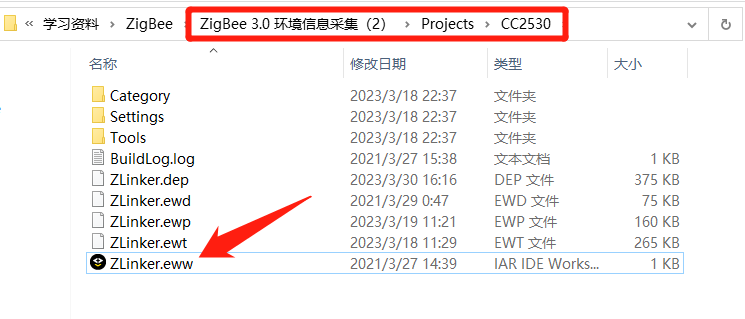 « 学习资料 > ZigBee > ZigBee 3.0 环境信息采集（2） > Projects > CC2530
名称 修改日期 类型 大小
Category 2023/3/18 22:37 文件夹
Settings 2023/3/18 22:37 文件夹
Tools 2023/3/18 22:37 文件夹
BuildLog.log 2021/3/27 15:38 文本文档 1 KB
ZLinker.dep 2023/3/30 16:16 DEP 文件 375 KB
ZLinker.ewd 2021/3/29 0:47 EWD 文件 75 KB
ZLinker.ewp 2023/3/19 11:21 EWP 文件 160 KB
ZLinker.ewt 2023/3/18 11:29 EWT 文件 265 KB
ZLinker.eww 2021/3/27 14:39 IAR IDE Works... 1 KB